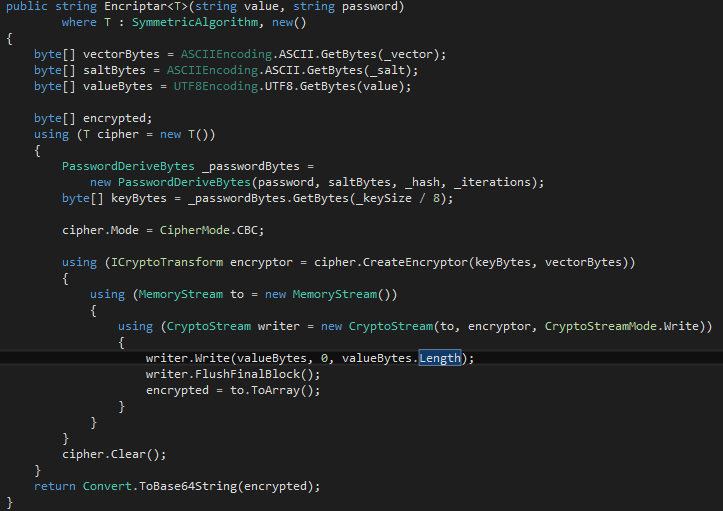 public string Encriptar<T>(string value, string password)
        where T : SymmetricAlgorithm, new()
{
    byte[] vectorBytes = ASCIIEncoding.ASCII.GetBytes(_vector);
    byte[] saltBytes = ASCIIEncoding.ASCII.GetBytes(_salt);
    byte[] valueBytes = UTF8Encoding.UTF8.GetBytes(value);

    byte[] encrypted;
    using (T cipher = new T())
    {
        PasswordDeriveBytes _passwordBytes =
            new PasswordDeriveBytes(password, saltBytes, _hash, _iterations);
        byte[] keyBytes = _passwordBytes.GetBytes(_keySize / 8);

        cipher.Mode = CipherMode.CBC;

        using (ICryptoTransform encryptor = cipher.CreateEncryptor(keyBytes, vectorBytes))
        {
            using (MemoryStream to = new MemoryStream())
            {
                using (CryptoStream writer = new CryptoStream(to, encryptor, CryptoStreamMode.Write))
                {
                    writer.Write(valueBytes, 0, valueBytes.Length);
                    writer.FlushFinalBlock();
                    encrypted = to.ToArray();
                }
            }
        }
        cipher.Clear();
    }
    return Convert.ToBase64String(encrypted);
}